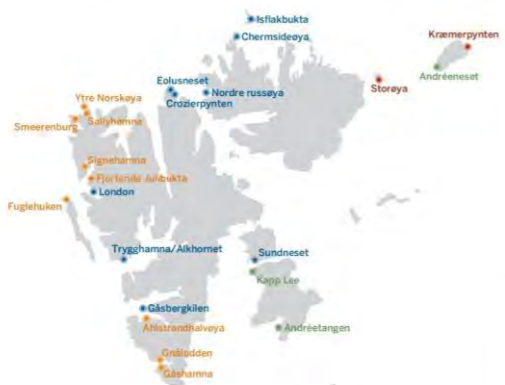 Isflakbukta
Chermsideøya
Kræmerpynten
Andréeneset
Storøya
Eolusneset
Nordre russøya
Crozierpynten
Ytre Norskøya
Sallyhamna
Smeerenburg
Signehamna
Fjortende Julibukta
London
Fuglehuken
Trygghamna/Alkhornet
Sundneset
Kapp Lee
Gåsbergkilen
Ahlstrandhalvøya
Andréetangen
Gnålodden
Gåshamna